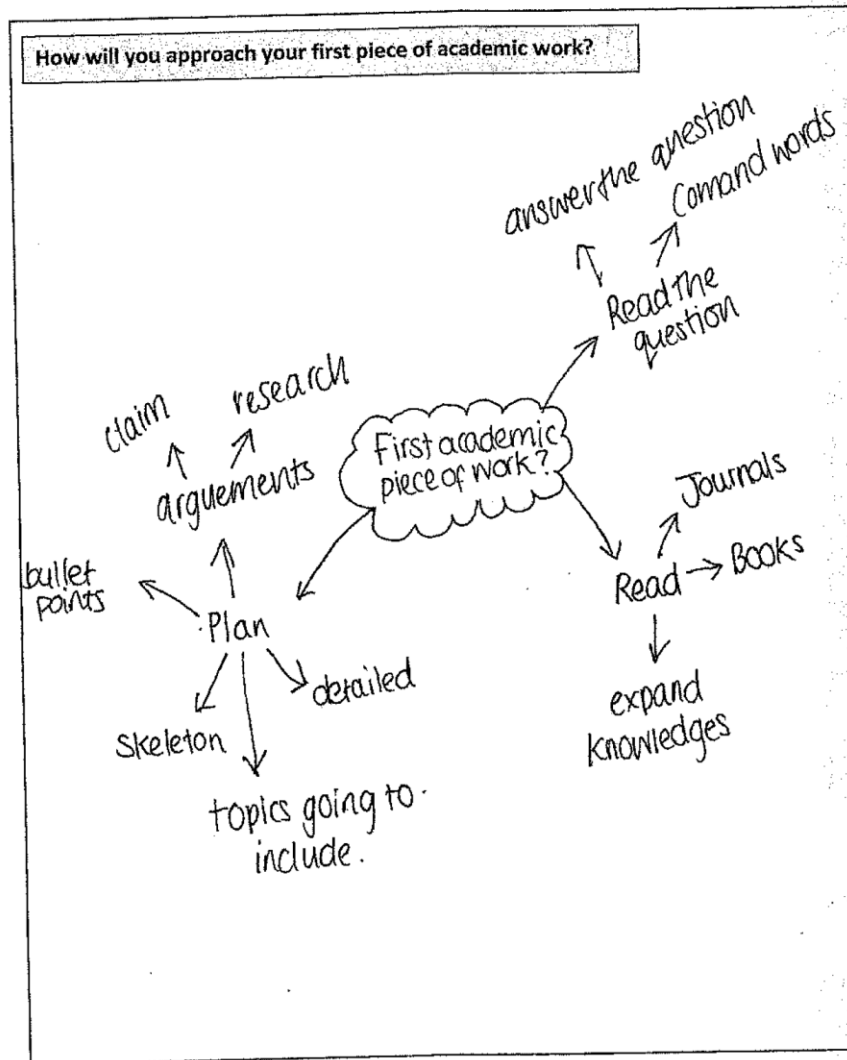 How will you approach your first piece of academic work?
answer the question
Comand words
Read the
question
claim
research
arguements
First academic
piece of work?
Journals
Read
Books
bullet
points
Plan
detailed
Skeleton
expand
knowledges
topics going to
include.